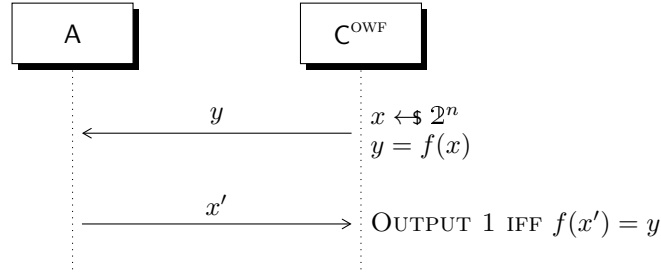 A
C^OWF
y
x ←$ 2^n
y = f(x)
x′
OUTPUT 1 IFF f(x′) = y